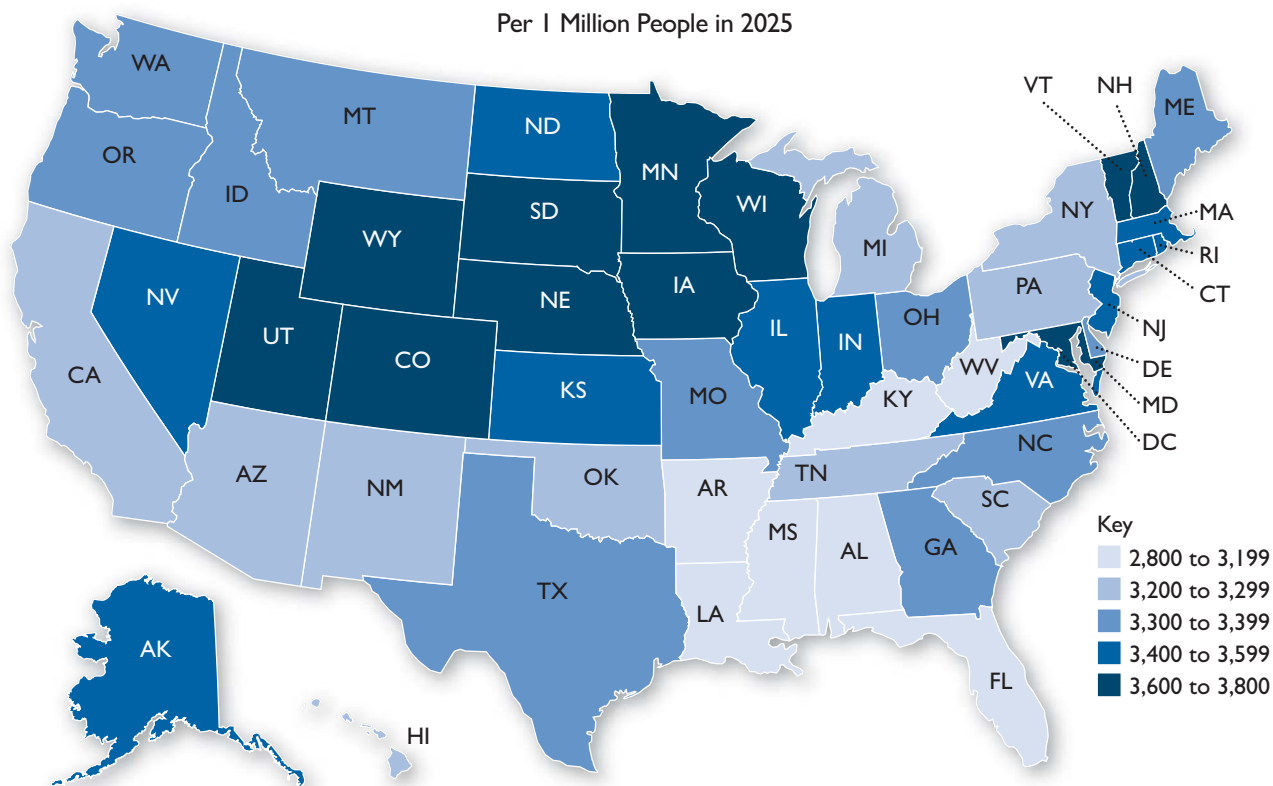 Per 1 Million People in 2025
WA
MT
ND
MN
VT
NH
ME
OR
ID
SD
WI
NY
MA
WY
MI
RI
NV
NE
IA
PA
CT
UT
CO
IL
IN
OH
NJ
CA
KS
MO
WV
VA
DE
KY
MD
DC
AZ
NM
OK
AR
TN
NC
SC
MS
AL
GA
TX
LA
AK
FL
HI
Key
2,800 to 3,199
3,200 to 3,299
3,300 to 3,399
3,400 to 3,599
3,600 to 3,800